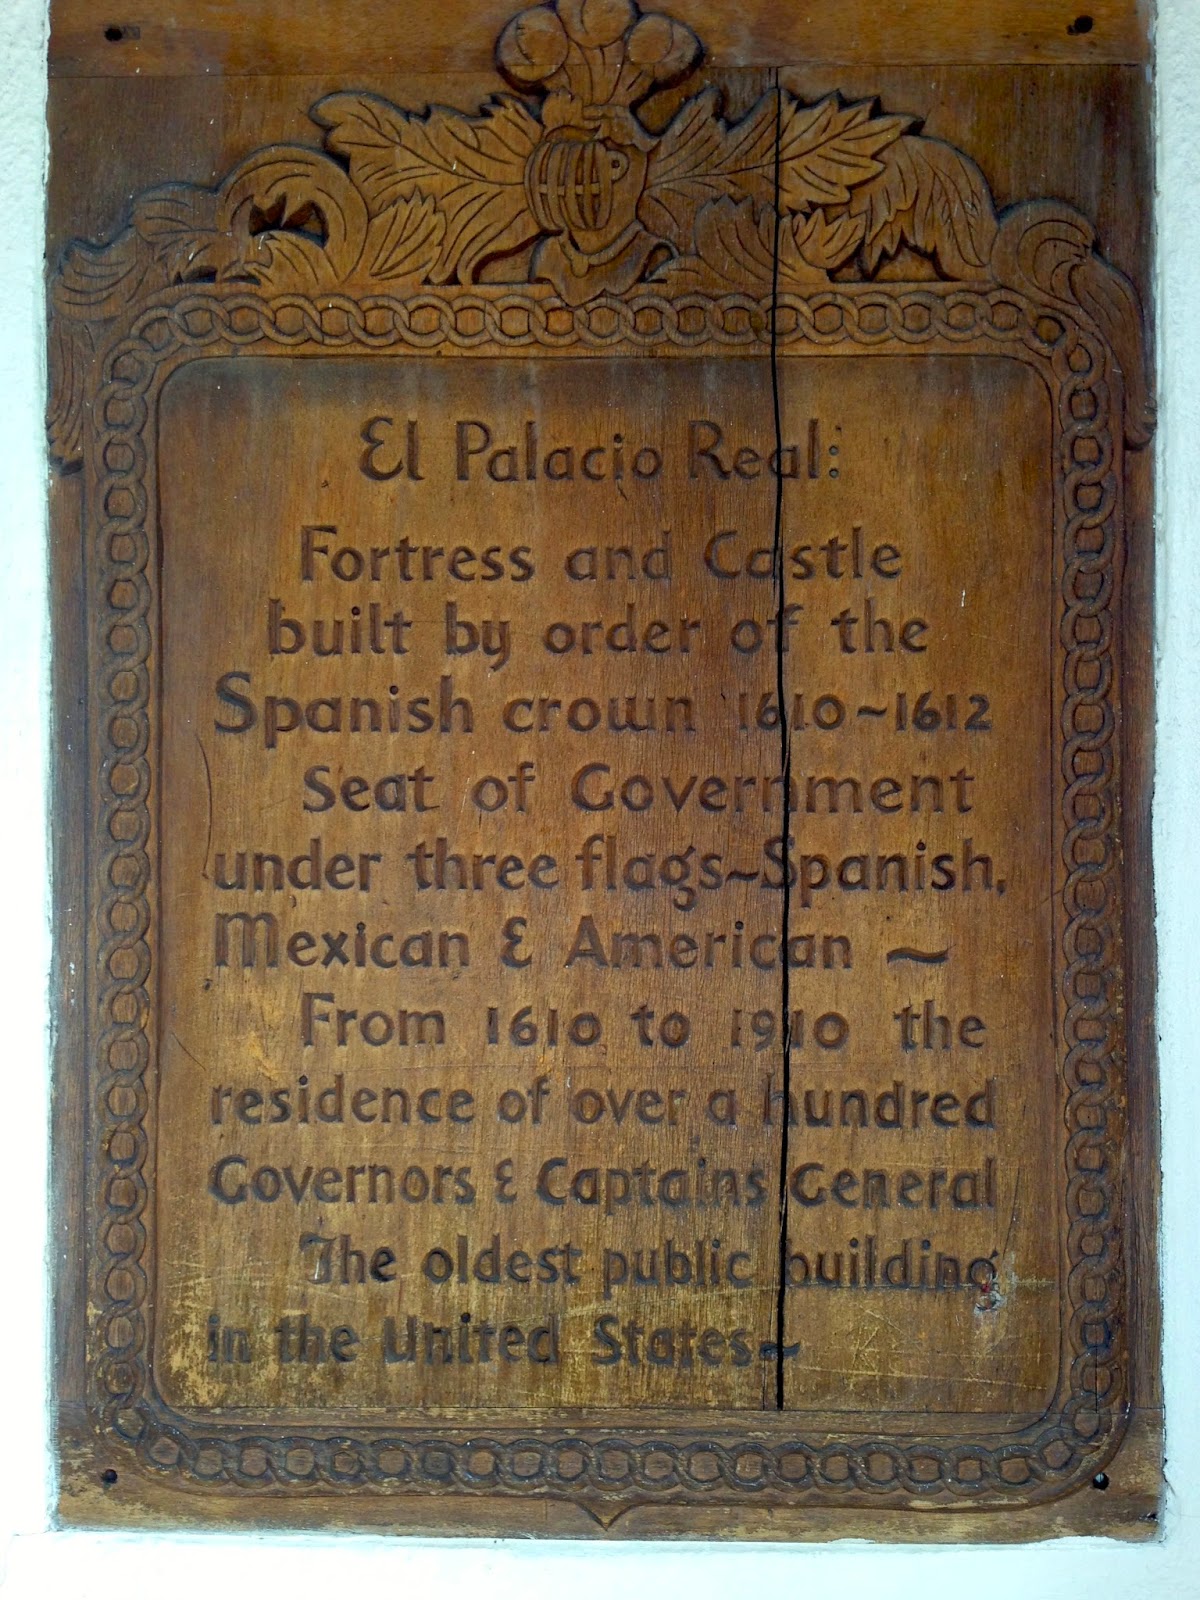 El Palacio Real:
Fortress and Castle
built by order of the
Spanish crown 1610~1612
Seat of Government
under three flags~Spanish,
Mexican & American ~
From 1610 to 1910 the
residence of over a hundred
Governors & Captains General
The oldest public building
in the United States~